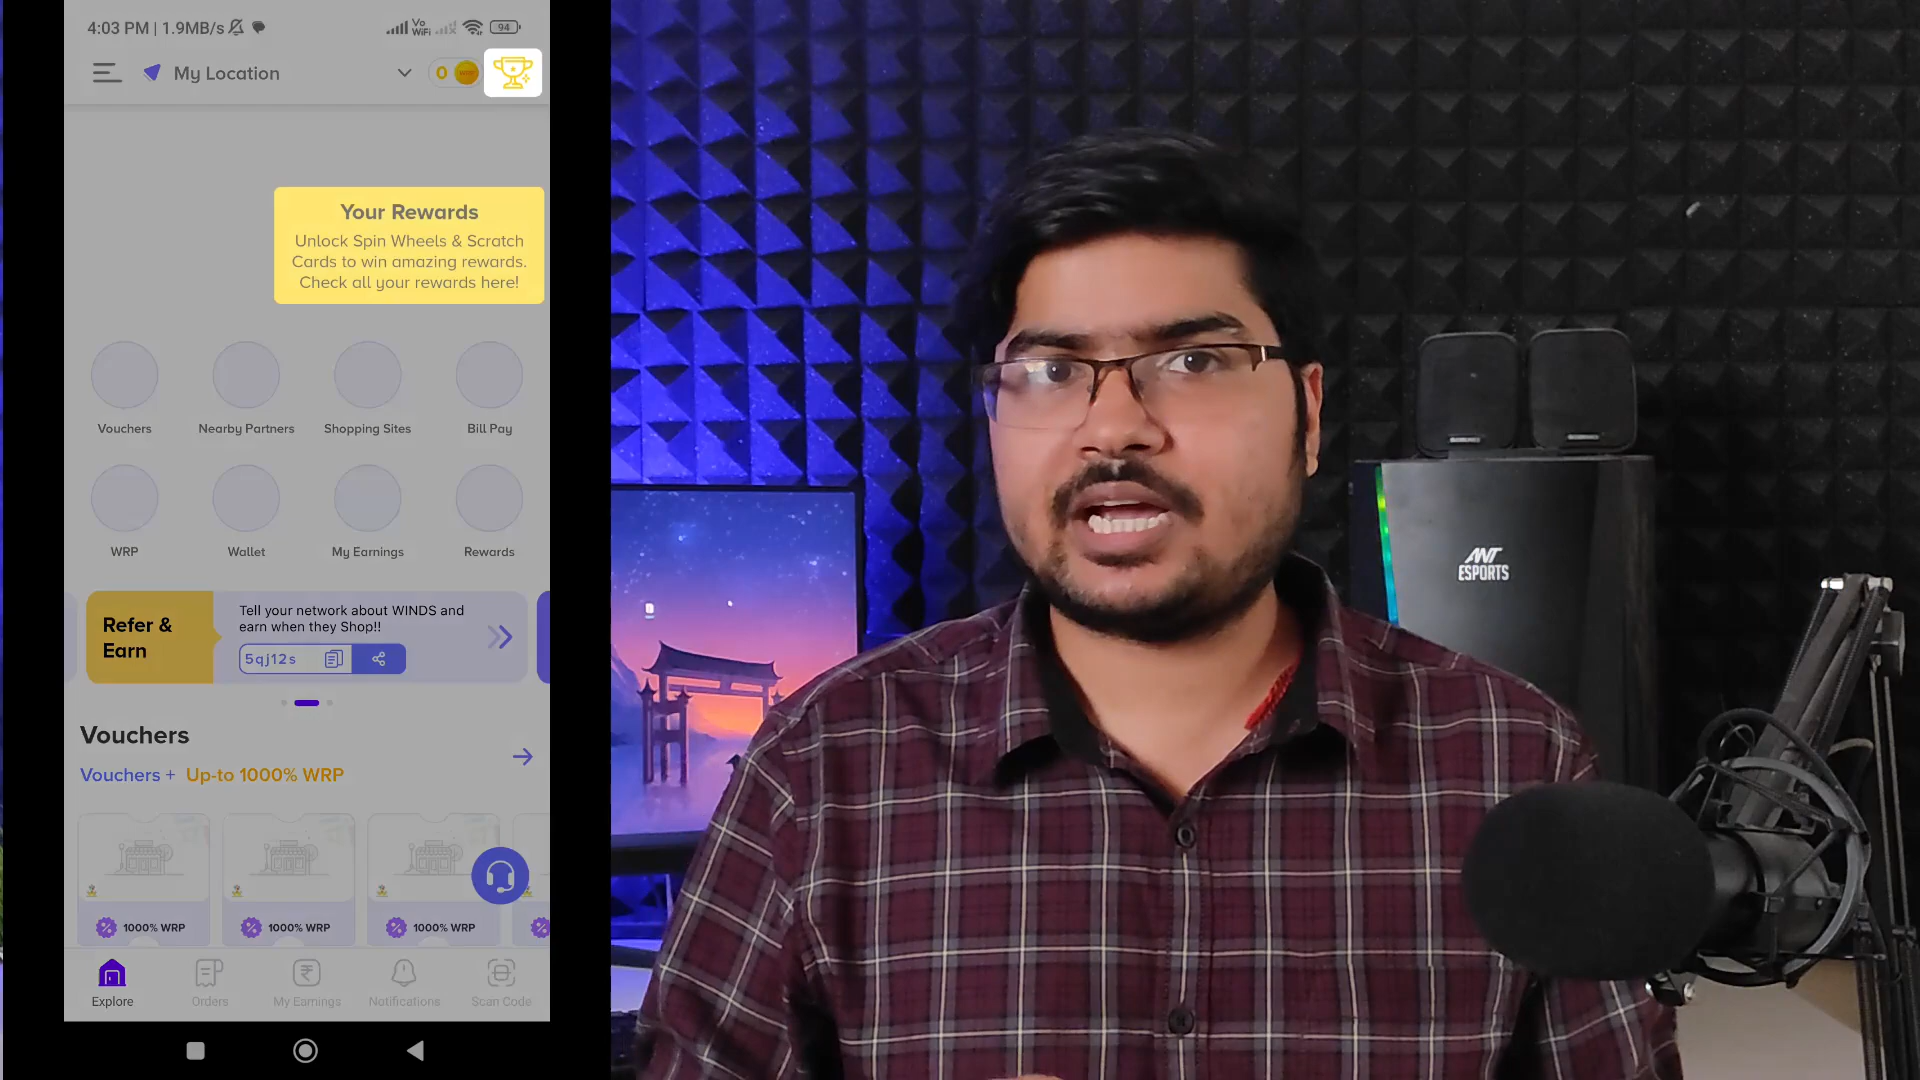 4:03 PM | 1.9MB/s
Vo
WiFi
94
My Location
0
Your Rewards
Unlock Spin Wheels & Scratch
Cards to win amazing rewards.
Check all your rewards here!
Vouchers
Nearby Partners
Shopping Sites
Bill Pay
WRP
Wallet
My Earnings
Rewards
Refer &
Earn
Tell your network about WINDS and
earn when they Shop!!
5qj12s
Vouchers
Vouchers + Up-to 1000% WRP
1000% WRP
1000% WRP
1000% WRP
Explore
Orders
My Earnings
Notifications
Scan Code
ANT
ESPORTS